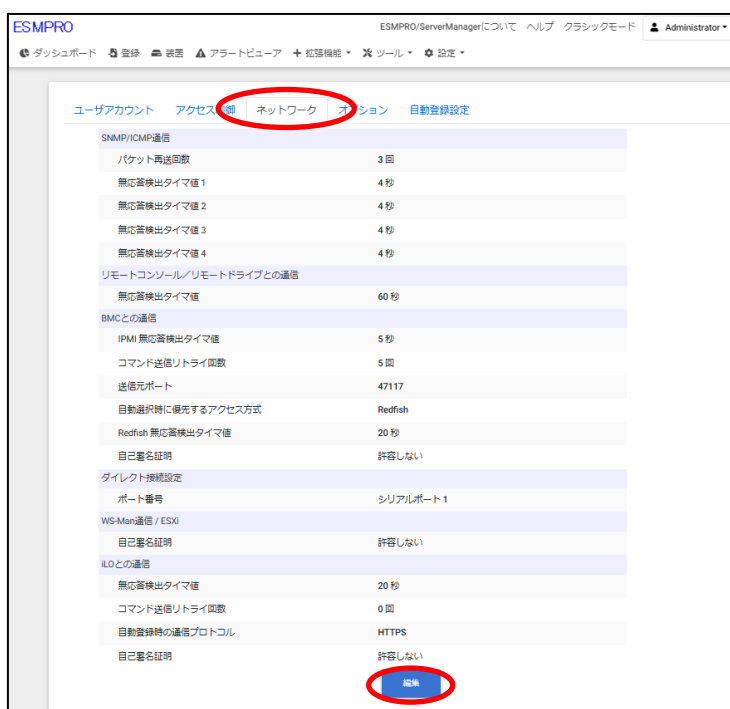 ESMPRO ESMPRO/ServerManagerについて ヘルプ クラシックモード Administrator
ダッシュボード 登録 装置 アラートビューア 拡張機能 ツール 設定
ユーザアカウント アクセス制御 ネットワーク オプション 自動登録設定
SNMP/ICMP通信
パケット再送回数 3 回
無応答検出タイマ値 1 4 秒
無応答検出タイマ値 2 4 秒
無応答検出タイマ値 3 4 秒
無応答検出タイマ値 4 4 秒
リモートコンソール／リモートドライブとの通信
無応答検出タイマ値 60 秒
BMCとの通信
IPMI 無応答検出タイマ値 5 秒
コマンド送信リトライ回数 5 回
送信元ポート 47117
自動選択時に優先するアクセス方式 Redfish
Redfish 無応答検出タイマ値 20 秒
自己署名証明 許容しない
ダイレクト接続設定
ポート番号 シリアルポート 1
WS-Man通信 / ESXi
自己署名証明 許容しない
iLOとの通信
無応答検出タイマ値 20 秒
コマンド送信リトライ回数 0 回
自動登録時の通信プロトコル HTTPS
自己署名証明 許容しない
編集